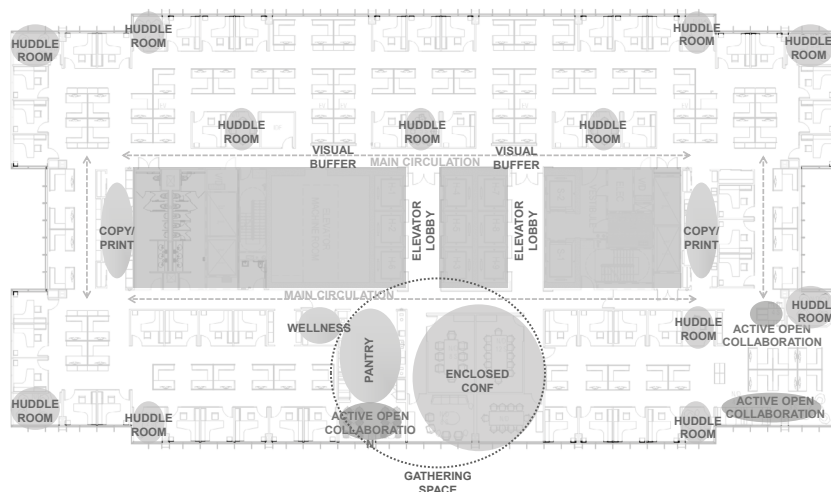 HUDDLE
ROOM
HUDDLE
ROOM
HUDDLE
ROOM
HUDDLE
ROOM
HUDDLE
ROOM
HUDDLE
ROOM
HUDDLE
ROOM
VISUAL
BUFFER
VISUAL
BUFFER
MAIN CIRCULATION
COPY/
PRINT
ELEVATOR
LOBBY
ELEVATOR
LOBBY
COPY/
PRINT
MAIN CIRCULATION
WELLNESS
PANTRY
ENCLOSED
CONF
HUDDLE
ROOM
HUDDLE
ROOM
ACTIVE OPEN
COLLABORATION
HUDDLE
ROOM
HUDDLE
ROOM
ACTIVE OPEN
COLLABORATIO
N
HUDDLE
ROOM
ACTIVE OPEN
COLLABORATION
GATHERING
SPACE